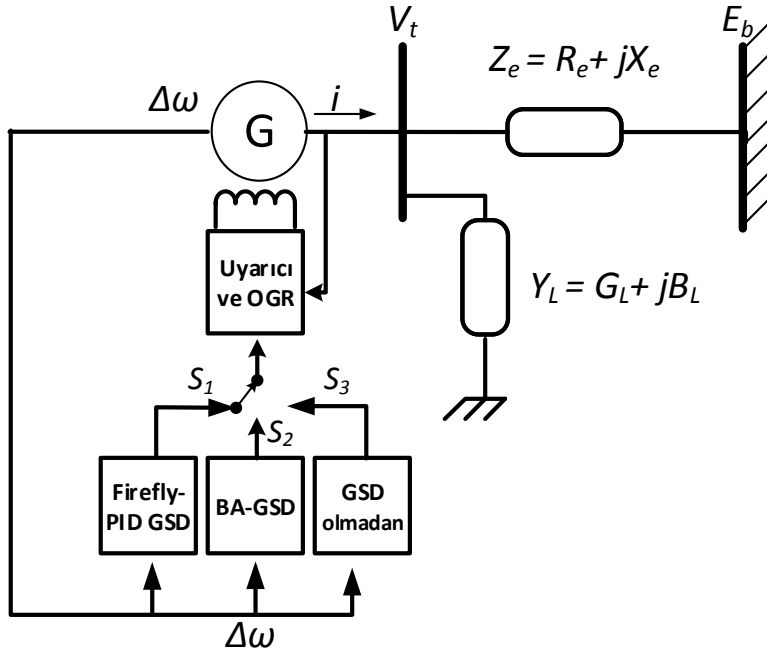 V_t
E_b
Z_e = R_e + jX_e
Δω
i
G
Uyarıcı
ve OGR
Y_L = G_L + jB_L
S_1
S_3
S_2
Firefly-
PID GSD
BA-GSD
GSD
olmadan
Δω